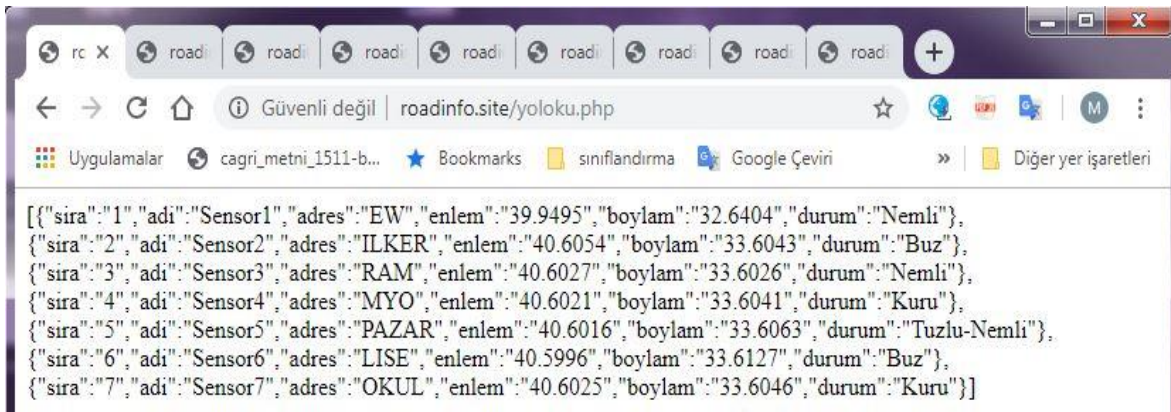 rc roadi roadi roadi roadi roadi roadi roadi roadi
Güvenli değil | roadinfo.site/yoloku.php M
Uygulamalar cagri_metni_1511-b... Bookmarks sınıflandırma Google Çeviri » Diğer yer işaretleri
[{"sira":"1","adi":"Sensor1","adres":"EW","enlem":"39.9495","boylam":"32.6404","durum":"Nemli"},
{"sira":"2","adi":"Sensor2","adres":"ILKER","enlem":"40.6054","boylam":"33.6043","durum":"Buz"},
{"sira":"3","adi":"Sensor3","adres":"RAM","enlem":"40.6027","boylam":"33.6026","durum":"Nemli"},
{"sira":"4","adi":"Sensor4","adres":"MYO","enlem":"40.6021","boylam":"33.6041","durum":"Kuru"},
{"sira":"5","adi":"Sensor5","adres":"PAZAR","enlem":"40.6016","boylam":"33.6063","durum":"Tuzlu-Nemli"},
{"sira":"6","adi":"Sensor6","adres":"LISE","enlem":"40.5996","boylam":"33.6127","durum":"Buz"},
{"sira":"7","adi":"Sensor7","adres":"OKUL","enlem":"40.6025","boylam":"33.6046","durum":"Kuru"}]